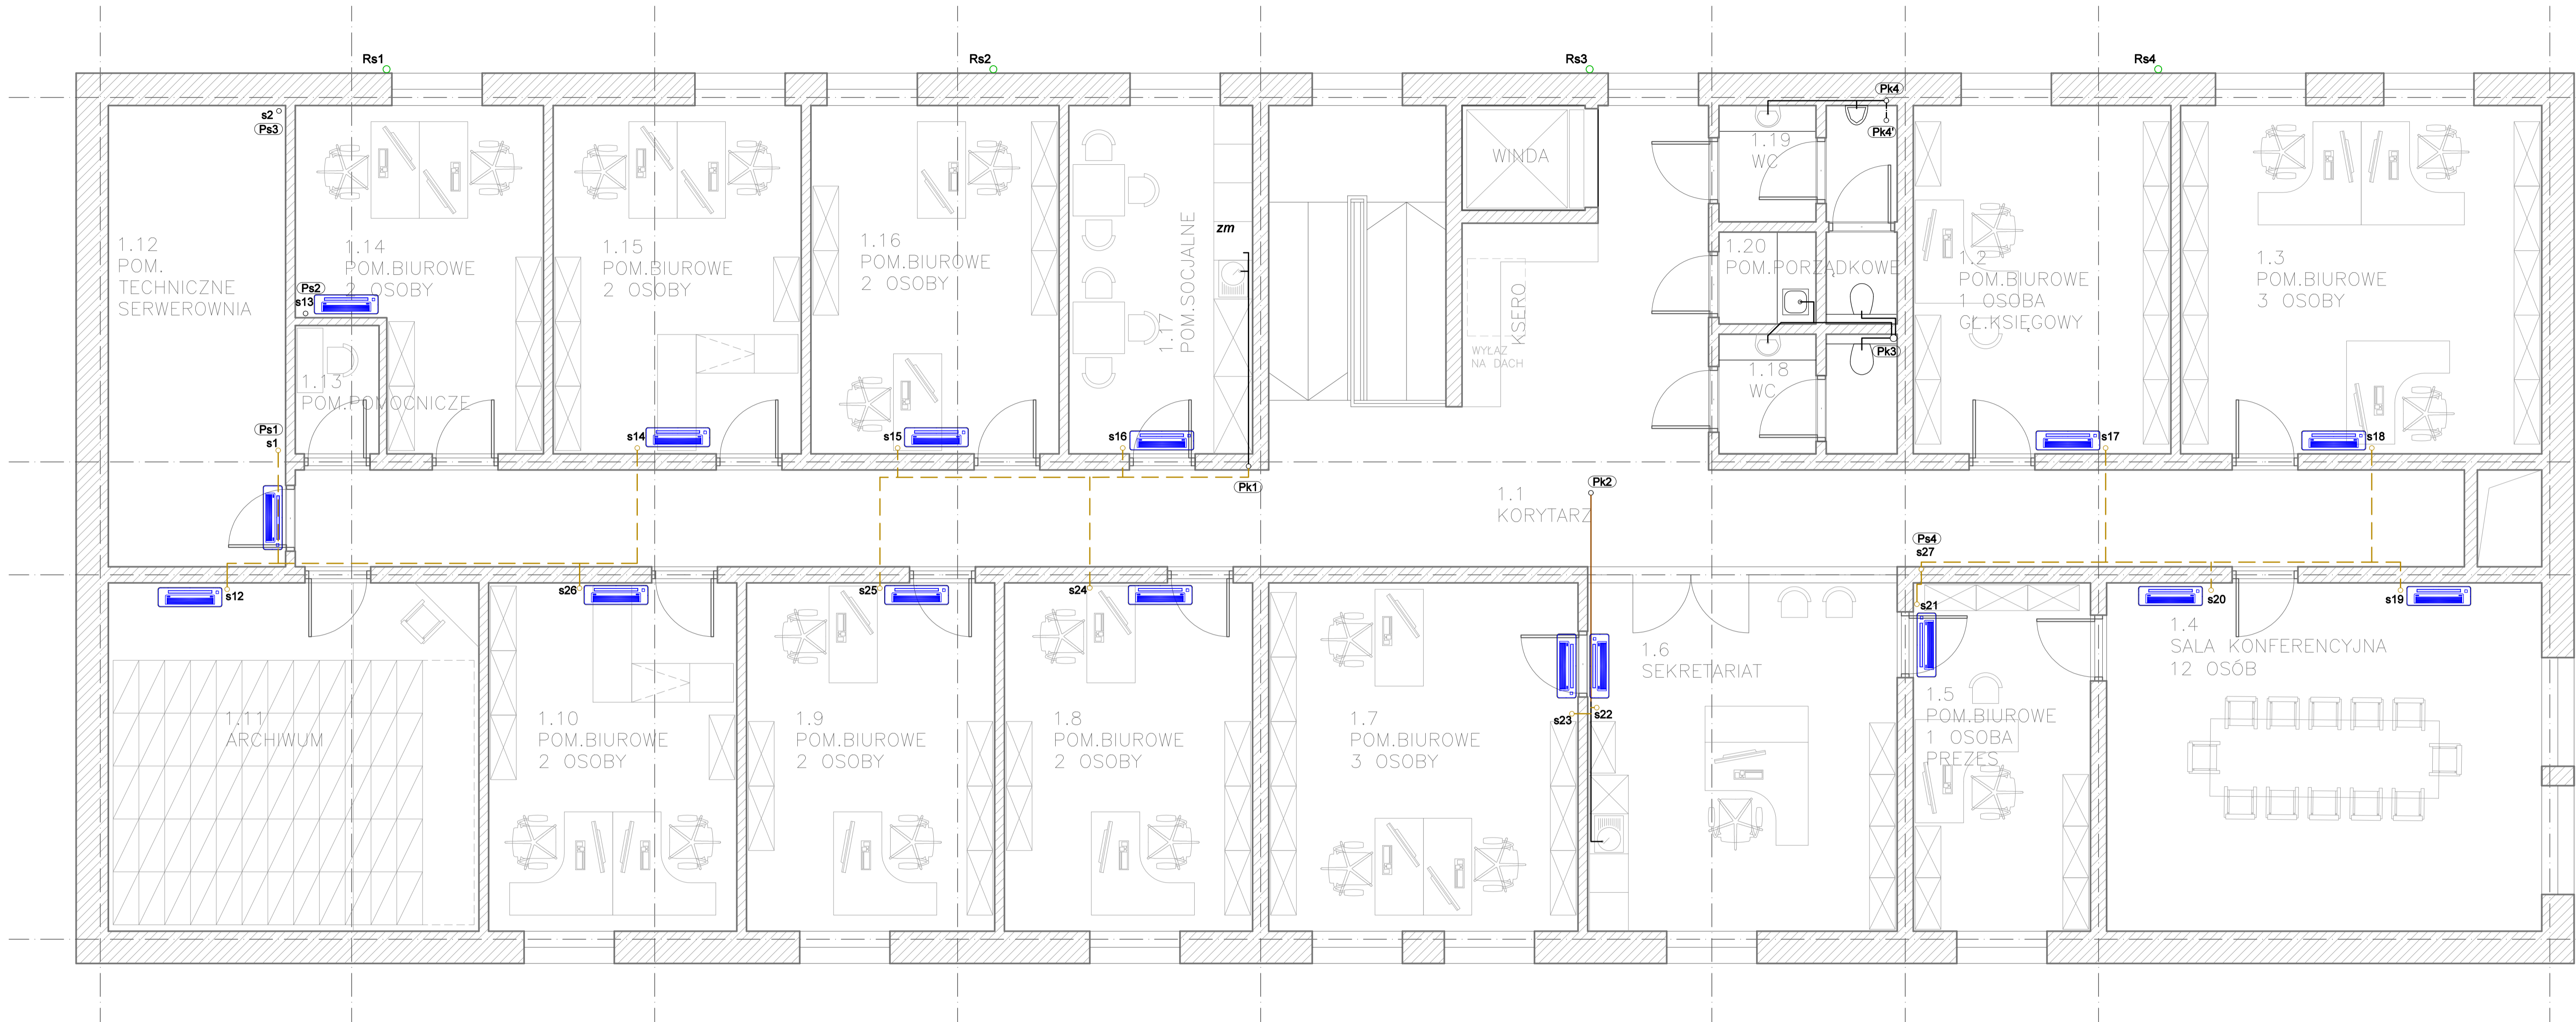 Rs1
Rs2
Rs3
Rs4
s2
Ps3
Pk4
Pk4'
1.12
POM.
TECHNICZNE
SERWEROWNIA
1.14
POM.BIUROWE
2 OSOBY
Ps2
s13
1.13
POM.POMOCNICZE
1.15
POM.BIUROWE
2 OSOBY
1.16
POM.BIUROWE
2 OSOBY
1.17
POM.SOCJALNE
zm
WINDA
KSERO
WYŁAZ
NA DACH
1.19
WC
1.20
POM.PORZĄDKOWE
1.18
WC
Pk3
1.2
POM.BIUROWE
1 OSOBA
GŁ.KSIĘGOWY
1.3
POM.BIUROWE
3 OSOBY
Ps1
s1
s14
s15
s16
s17
s18
Pk1
Pk2
1.1
KORYTARZ
Ps4
s27
s12
s26
s25
s24
s23
s22
s21
s20
s19
1.11
ARCHIWUM
1.10
POM.BIUROWE
2 OSOBY
1.9
POM.BIUROWE
2 OSOBY
1.8
POM.BIUROWE
2 OSOBY
1.7
POM.BIUROWE
3 OSOBY
1.6
SEKRETARIAT
1.5
POM.BIUROWE
1 OSOBA
PREZES
1.4
SALA KONFERENCYJNA
12 OSÓB